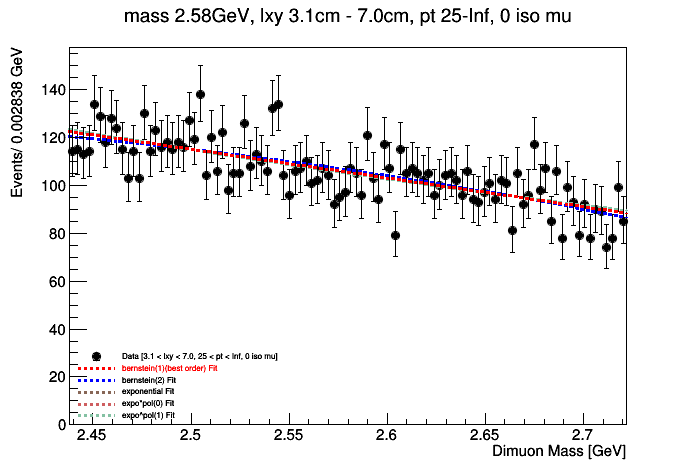 mass 2.58GeV, lxy 3.1cm - 7.0cm, pt 25-Inf, 0 iso mu
Events/ 0.002838 GeV
140
120
100
80
60
40
20
0
Data [3.1 < lxy < 7.0, 25 < pt < Inf, 0 iso mu]
bernstein(1)(best order) Fit
bernstein(2) Fit
exponential Fit
expo*pol(0) Fit
expo*pol(1) Fit
2.45 2.5 2.55 2.6 2.65 2.7
Dimuon Mass [GeV]